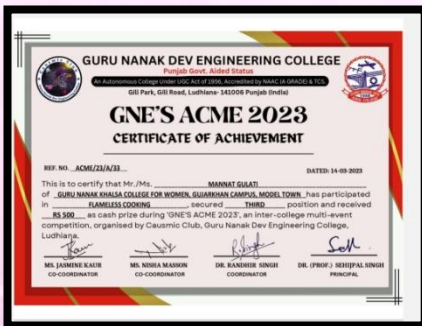 GURU NANAK DEV ENGINEERING COLLEGE
Punjab Govt. Aided Status
An Autonomous College Under UGC Act of 1956, Accredited by NAAC (A GRADE) & TCS.
Gill Park, Gill Road, Ludhiana- 141006 Punjab (India)
GNE'S ACME 2023
CERTIFICATE OF ACHIEVEMENT
REF. NO. ACME/23/A/33 DATED: 14-03-2023
This is to certify that Mr./Ms. MANNAT GULATI
of GURU NANAK KHALSA COLLEGE FOR WOMEN, GUJJARKHAN CAMPUS, MODEL TOWN has participated
in FLAMELESS COOKING, secured THIRD position and received
RS 500 as cash prize during 'GNE'S ACME 2023', an inter-college multi-event
competition, organised by Causmic Club, Guru Nanak Dev Engineering College,
Ludhiana.
MS. JASMINE KAUR MS. NISHA MASSON DR. RANDHIR SINGH DR. (PROF.) SEHIJPAL SINGH
CO-COORDINATOR CO-COORDINATOR COORDINATOR PRINCIPAL